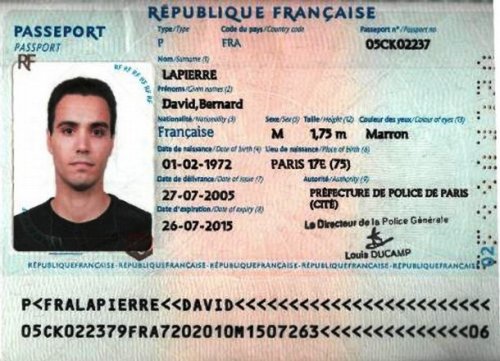 RÉPUBLIQUE FRANÇAISE
PASSEPORT
PASSPORT
RF
Type/Type Code du pays/Country code Passeport n°/Passport no
P FRA 05CK02237
Nom/Surname (1)
LAPIERRE
Prénoms/Given names (2)
David,Bernard
Nationalité/Nationality (3) Sexe/Sex (5) Taille/Height (12) Couleur des yeux/Colour of eyes (13)
Française M 1,75 m Marron
Date de naissance/Date of birth (4) Lieu de naissance/Place of birth (6)
01-02-1972 PARIS 17E (75)
Date de délivrance/Date of issue (7) Autorité/Authority (9)
27-07-2005 PRÉFECTURE DE POLICE DE PARIS
(CITÉ)
Date d'expiration/Date of expiry (8)
26-07-2015 Le Directeur de la Police Générale
Louis DUCAMP
RÉPUBLIQUEFRANÇAISE-RÉPUBLIQUEFRANÇAISE-RÉPUBLIQUEFRANÇAISE-RÉPUBLIQUEFRANÇAISE
P<FRALAPIERRE<<DAVID<<<<<<<<<<<<<<<<<<<<<<<<
05CK022379FRA7202010M1507263<<<<<<<<<<<<<<06